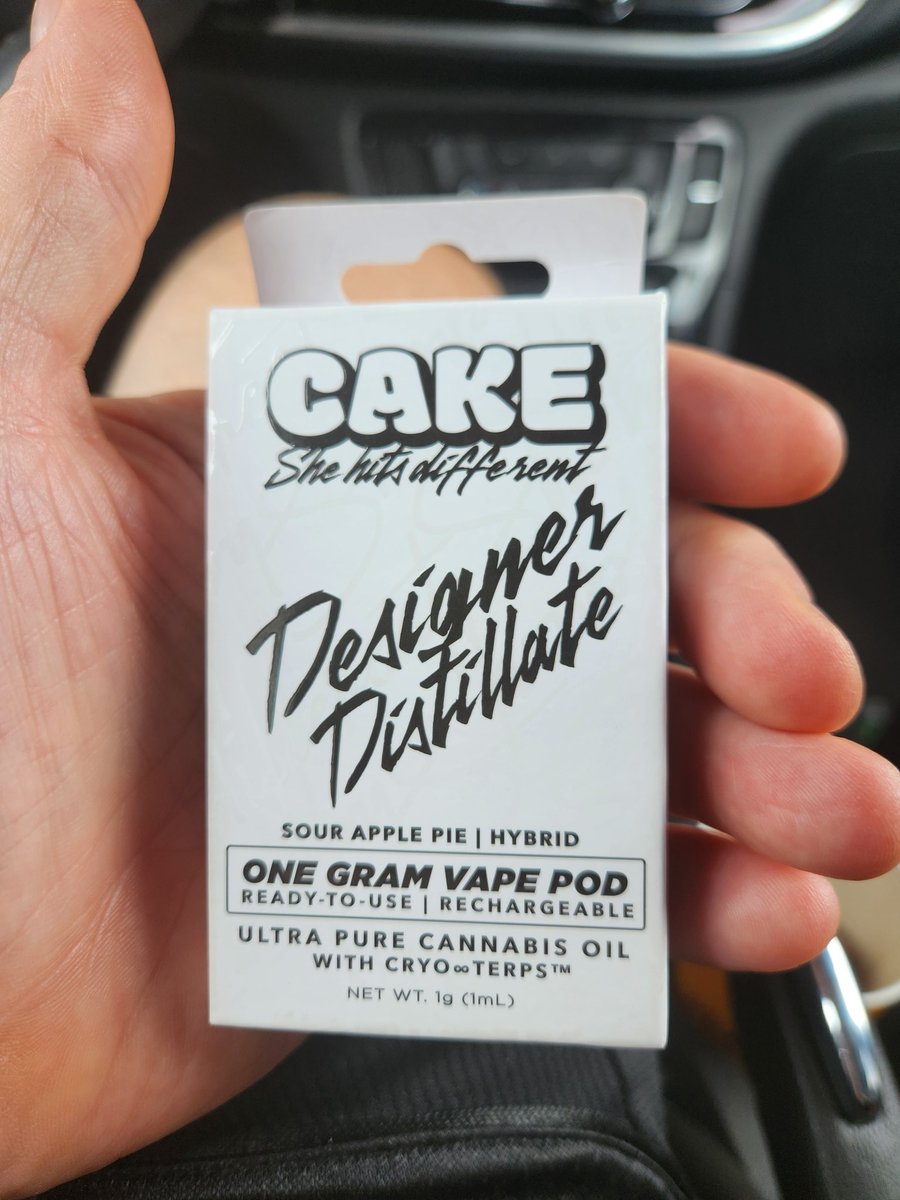 CAKE
She hits different
Designer
Distillate
SOUR APPLE PIE | HYBRID
ONE GRAM VAPE POD
READY-TO-USE | RECHARGEABLE
ULTRA PURE CANNABIS OIL
WITH CRYO∞TERPS™
NET WT. 1g (1mL)